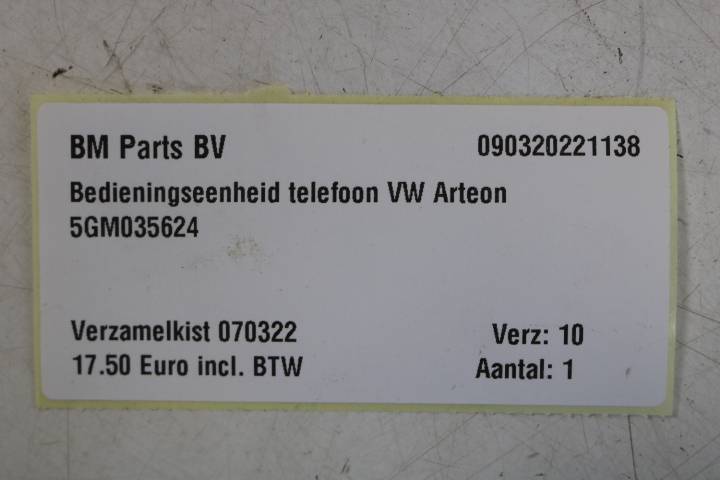 BM Parts BV 090320221138
Bedieningseenheid telefoon VW Arteon
5GM035624
Verzamelkist 070322 Verz: 10
17.50 Euro incl. BTW Aantal: 1